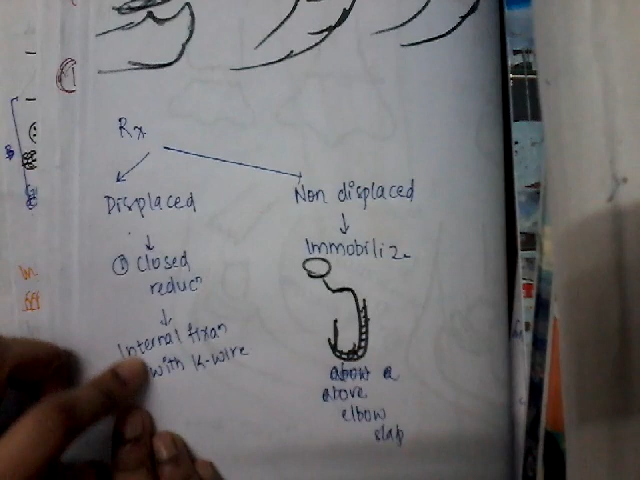 Rx
Displaced
Non displaced
① closed
reducn
Immobiliz
Internal fixan
with K-wire
above
elbow
slab